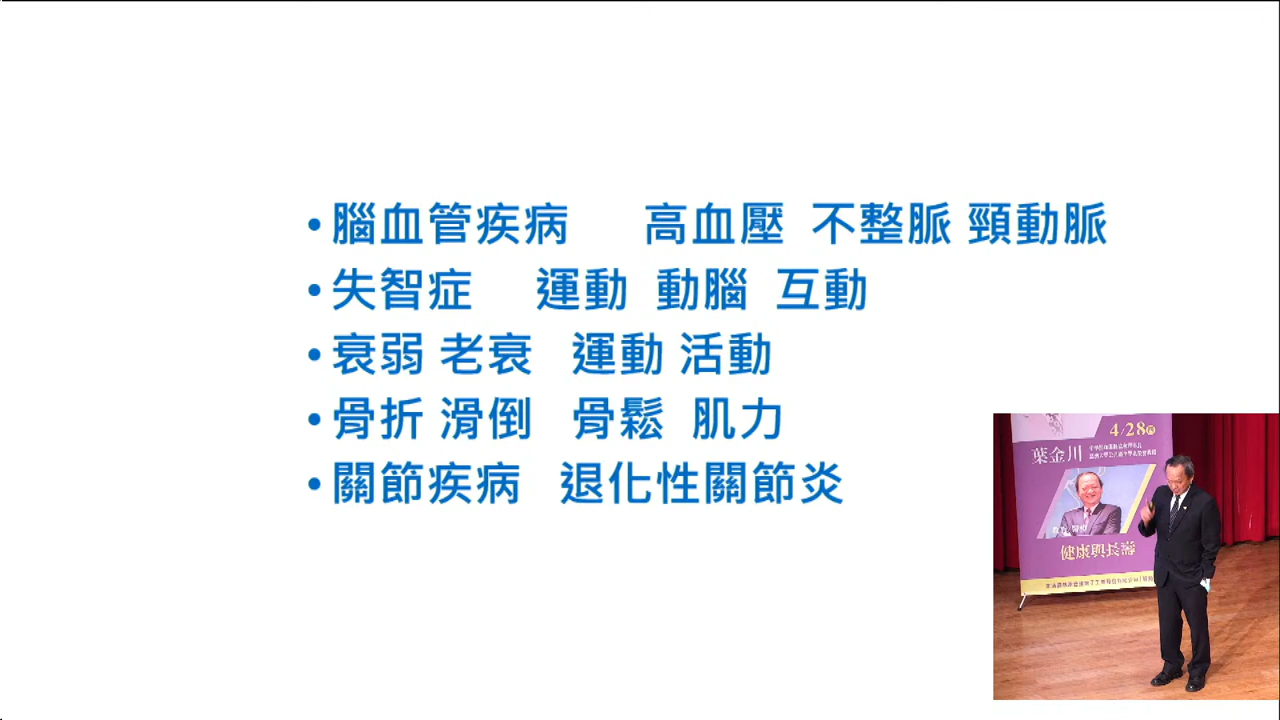 • 腦血管疾病 高血壓 不整脈 頸動脈
• 失智症 運動 動腦 互動
• 衰弱 老衰 運動 活動
• 骨折 滑倒 骨鬆 肌力
• 關節疾病 退化性關節炎
4/28
葉金川
健康與長壽